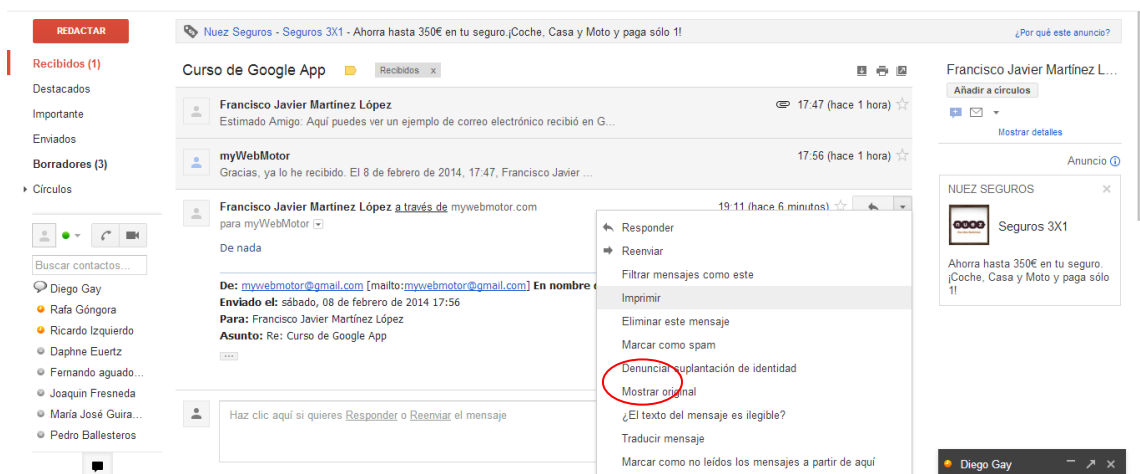 REDACTAR
Nuez Seguros - Seguros 3X1 - Ahorra hasta 350€ en tu seguro.¡Coche, Casa y Moto y paga sólo 1!
¿Por qué este anuncio?
Recibidos (1)
Destacados
Importante
Enviados
Borradores (3)
Círculos
Buscar contactos...
Diego Gay
Rafa Góngora
Ricardo Izquierdo
Daphne Euertz
Fernando aguado...
Joaquin Fresneda
María José Guira...
Pedro Ballesteros
Curso de Google App
Recibidos x
Francisco Javier Martínez López
17:47 (hace 1 hora)
Estimado Amigo: Aquí puedes ver un ejemplo de correo electrónico recibió en G...
myWebMotor
17:56 (hace 1 hora)
Gracias, ya lo he recibido. El 8 de febrero de 2014, 17:47, Francisco Javier ...
Francisco Javier Martínez López a través de mywebmotor.com
19:11 (hace 6 minutos)
para myWebMotor
De nada
De: mywebmotor@gmail.com [mailto:mywebmotor@gmail.com] En nombre
Enviado el: sábado, 08 de febrero de 2014 17:56
Para: Francisco Javier Martínez López
Asunto: Re: Curso de Google App
Haz clic aquí si quieres Responder o Reenviar el mensaje
Responder
Reenviar
Filtrar mensajes como este
Imprimir
Eliminar este mensaje
Marcar como spam
Denunciar suplantación de identidad
Mostrar original
¿El texto del mensaje es ilegible?
Traducir mensaje
Marcar como no leídos los mensajes a partir de aquí
Francisco Javier Martínez L...
Añadir a círculos
Mostrar detalles
Anuncio
NUEZ SEGUROS
nuez
Seguros 3X1
Ahorra hasta 350€ en tu seguro.
¡Coche, Casa y Moto y paga sólo
1!
Diego Gay